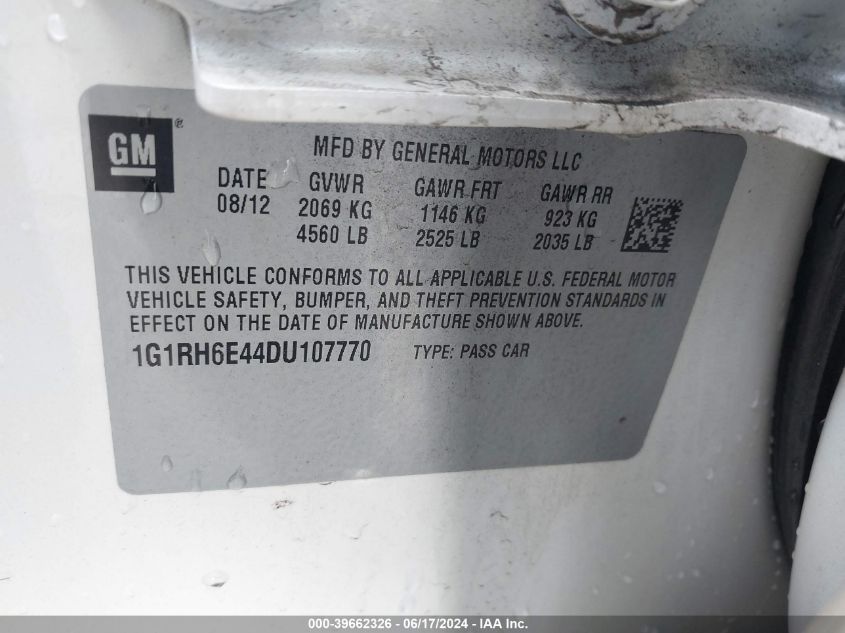 GM®
MFD BY GENERAL MOTORS LLC
DATE GVWR GAWR FRT GAWR RR
08/12 2069 KG 1146 KG 923 KG
4560 LB 2525 LB 2035 LB
THIS VEHICLE CONFORMS TO ALL APPLICABLE U.S. FEDERAL MOTOR
VEHICLE SAFETY, BUMPER, AND THEFT PREVENTION STANDARDS IN
EFFECT ON THE DATE OF MANUFACTURE SHOWN ABOVE.
1G1RH6E44DU107770 TYPE: PASS CAR
000-39662326 - 06/17/2024 - IAA Inc.